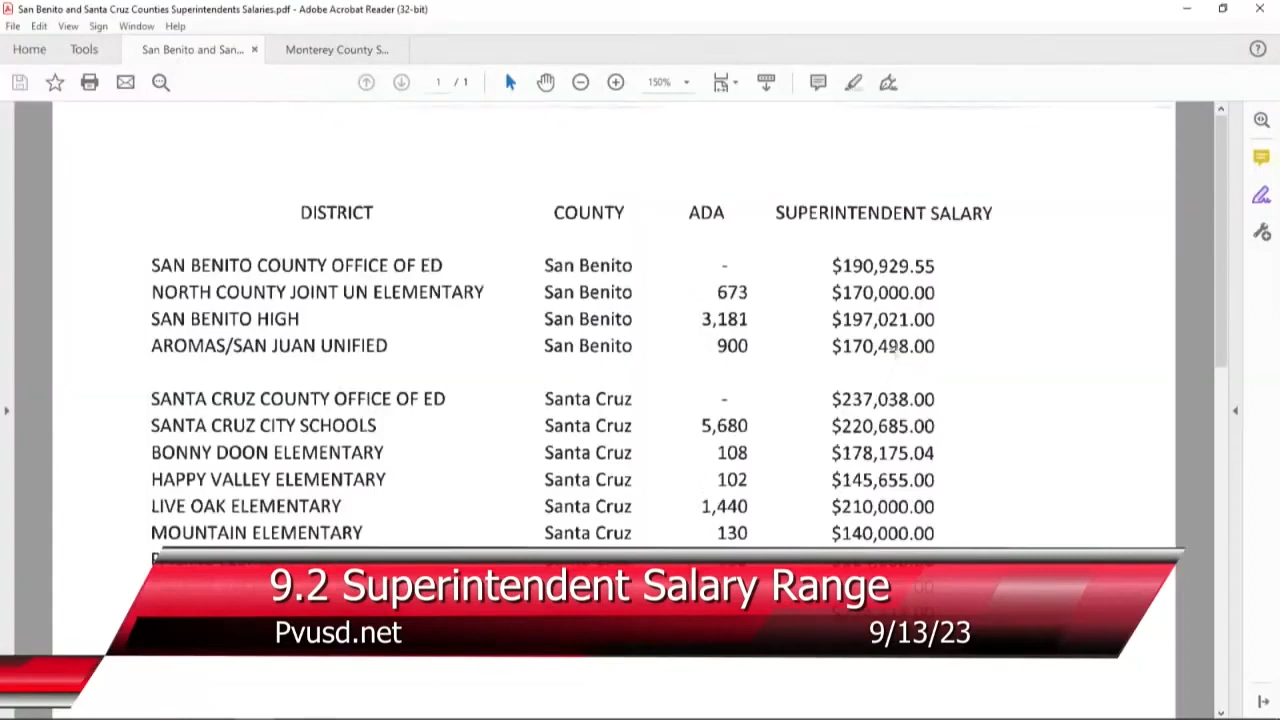 San Benito and Santa Cruz Counties Superintendents Salaries.pdf - Adobe Acrobat Reader (32-bit)
File Edit View Sign Window Help
Home Tools San Benito and San... × Monterey County S...
1 / 1 150%
DISTRICT COUNTY ADA SUPERINTENDENT SALARY
SAN BENITO COUNTY OFFICE OF ED San Benito - $190,929.55
NORTH COUNTY JOINT UN ELEMENTARY San Benito 673 $170,000.00
SAN BENITO HIGH San Benito 3,181 $197,021.00
AROMAS/SAN JUAN UNIFIED San Benito 900 $170,498.00
SANTA CRUZ COUNTY OFFICE OF ED Santa Cruz - $237,038.00
SANTA CRUZ CITY SCHOOLS Santa Cruz 5,680 $220,685.00
BONNY DOON ELEMENTARY Santa Cruz 108 $178,175.04
HAPPY VALLEY ELEMENTARY Santa Cruz 102 $145,655.00
LIVE OAK ELEMENTARY Santa Cruz 1,440 $210,000.00
MOUNTAIN ELEMENTARY Santa Cruz 130 $140,000.00
9.2 Superintendent Salary Range
Pvusd.net 9/13/23